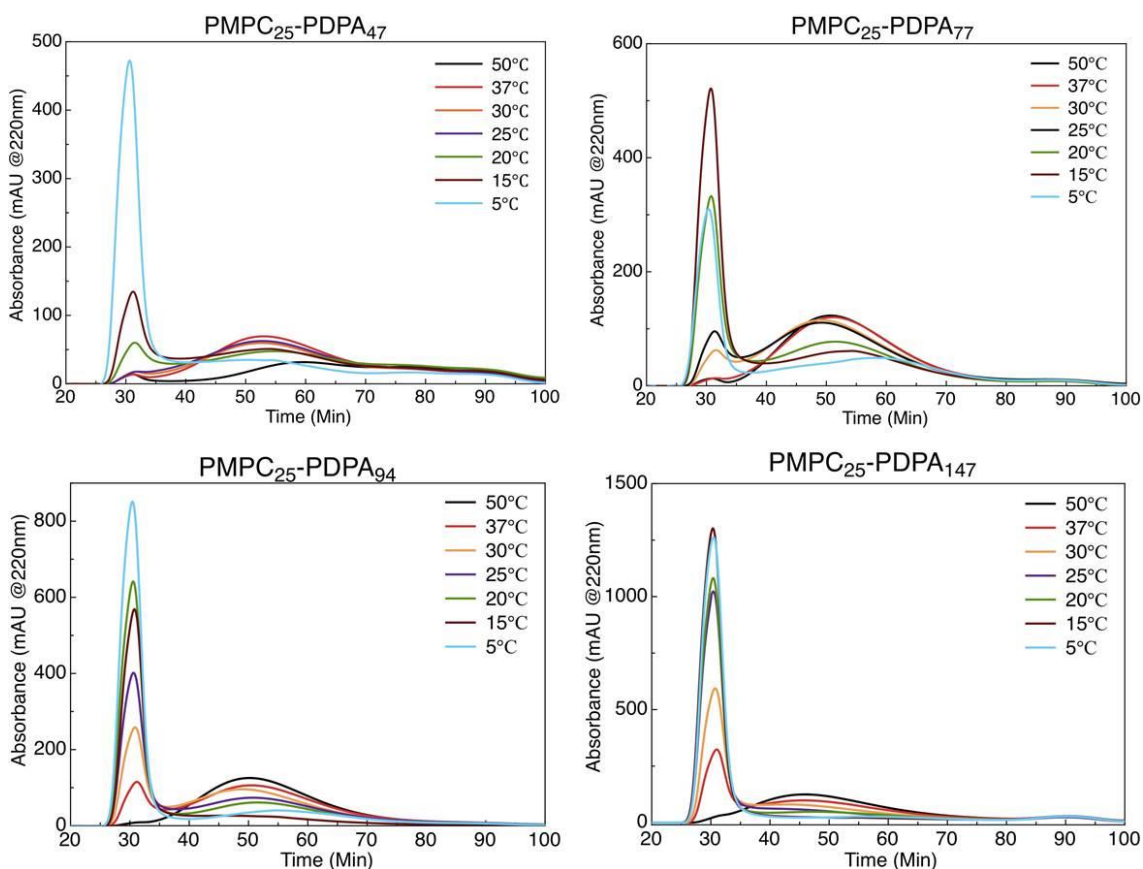 PMPC₂₅-PDPA₄₇
500
400
300
200
100
0
Absorbance (mAU @220nm)
50°C
37°C
30°C
25°C
20°C
15°C
5°C
20 30 40 50 60 70 80 90 100
Time (Min)
PMPC₂₅-PDPA₇₇
600
400
200
0
Absorbance (mAU @220nm)
50°C
37°C
30°C
25°C
20°C
15°C
5°C
20 30 40 50 60 70 80 90 100
Time (Min)
PMPC₂₅-PDPA₉₄
800
600
400
200
0
Absorbance (mAU @220nm)
50°C
37°C
30°C
25°C
20°C
15°C
5°C
20 30 40 50 60 70 80 90 100
Time (Min)
PMPC₂₅-PDPA₁₄₇
1500
1000
500
0
Absorbance (mAU @220nm)
50°C
37°C
30°C
25°C
20°C
15°C
5°C
20 30 40 50 60 70 80 90 100
Time (Min)